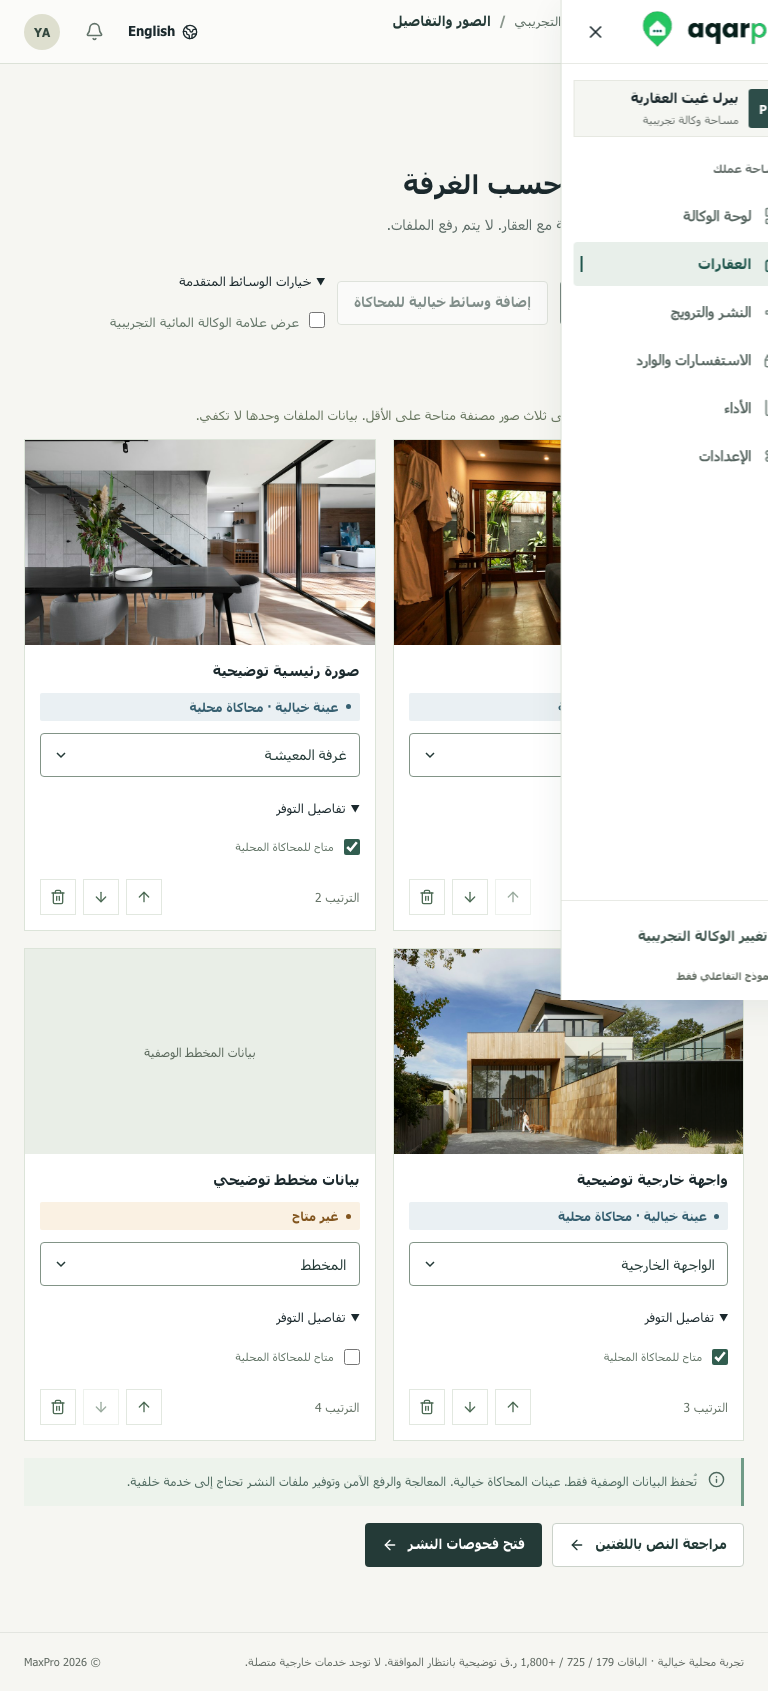 aqarp
English
YA
التجريبي / الصور والتفاصيل
بيرل غيت العقارية
مساحة وكالة تجريبية
P
لوحة الوكالة
العقارات
النشر والترويج
الاستفسارات والوارد
الأداء
الإعدادات
تغيير الوكالة التجريبية
التفاعلي فقط
حسب الغرفة
مع العقار. لا يتم رفع الملفات.
إضافة وسائط خيالية للمحاكاة
▼ خيارات الوسائط المتقدمة
عرض علامة الوكالة المائية التجريبية
ثلاث صور مصنفة متاحة على الأقل. بيانات الملفات وحدها لا تكفي.
صورة رئيسية توضيحية
• عينة خيالية · محاكاة محلية
غرفة المعيشة
▼ تفاصيل التوفر
متاح للمحاكاة المحلية
الترتيب 2
واجهة خارجية توضيحية
• عينة خيالية · محاكاة محلية
الواجهة الخارجية
▼ تفاصيل التوفر
متاح للمحاكاة المحلية
الترتيب 3
بيانات المخطط الوصفية
بيانات مخطط توضيحي
• غير متاح
المخطط
▼ تفاصيل التوفر
متاح للمحاكاة المحلية
الترتيب 4
تُحفظ البيانات الوصفية فقط. عينات المحاكاة خيالية. المعالجة والرفع الآمن وتوفير ملفات النشر تحتاج إلى خدمة خلفية.
مراجعة النص باللغتين ←
فتح فحوصات النشر ←
تجربة محلية خيالية · الباقات 179 / 725 / +1,800 ر.ق توضيحية بانتظار الموافقة. لا توجد خدمات خارجية متصلة.
© 2026 MaxPro